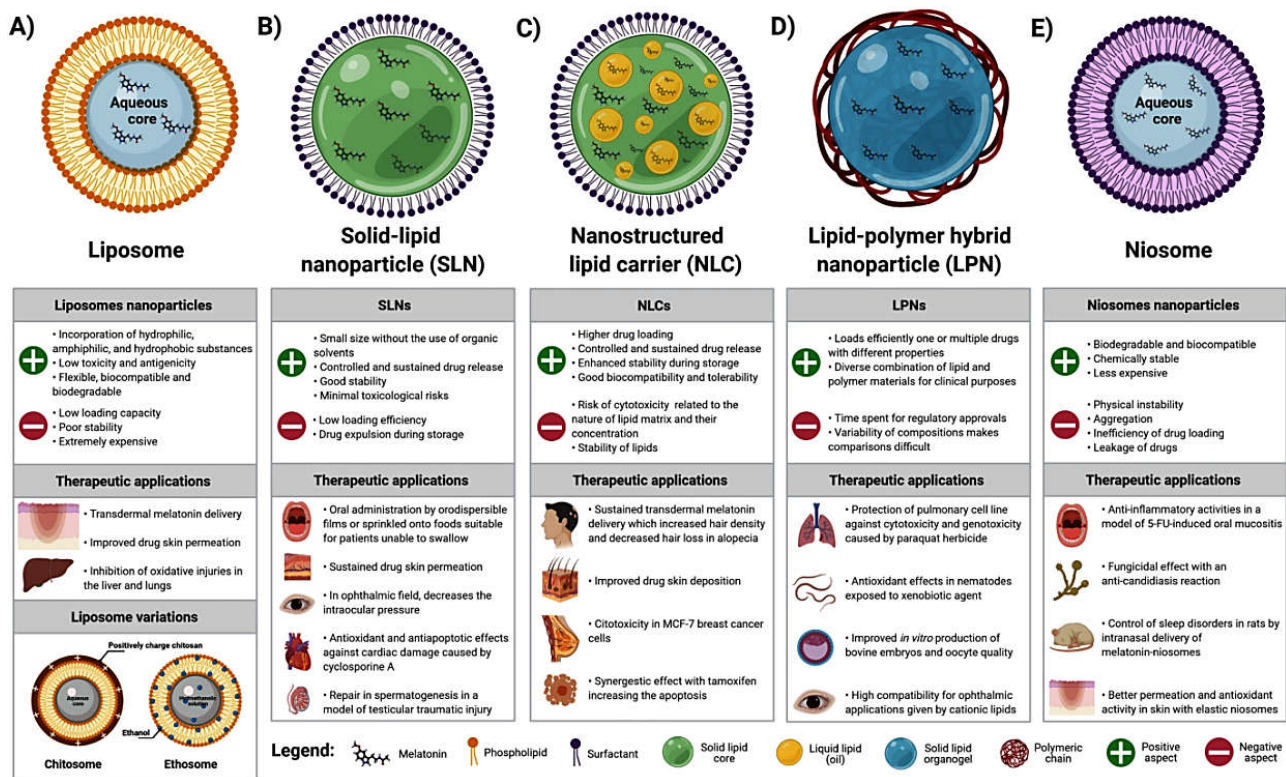 A)
B)
C)
D)
E)
Aqueous
core
Aqueous
core
Liposome
Solid-lipid
nanoparticle (SLN)
Nanostructured
lipid carrier (NLC)
Lipid-polymer hybrid
nanoparticle (LPN)
Niosome
Liposomes nanoparticles
• Incorporation of hydrophilic,
amphiphilic, and hydrophobic substances
• Low toxicity and antigenicity
• Flexible, biocompatible and
biodegradable
• Low loading capacity
• Poor stability
• Extremely expensive
Therapeutic applications
• Transdermal melatonin delivery
• Improved drug skin permeation
• Inhibition of oxidative injuries in
the liver and lungs
Liposome variations
Positively charge chitosan
Aqueous
core
Hydroethanolic
solution
Ethanol
Chitosome
Ethosome
SLNs
• Small size without the use of organic
solvents
• Controlled and sustained drug release
• Good stability
• Minimal toxicological risks
• Low loading efficiency
• Drug expulsion during storage
Therapeutic applications
• Oral administration by orodispersible
films or sprinkled onto foods suitable
for patients unable to swallow
• Sustained drug skin permeation
• In ophthalmic field, decreases the
intraocular pressure
• Antioxidant and antiapoptotic effects
against cardiac damage caused by
cyclosporine A
• Repair in spermatogenesis in a
model of testicular traumatic injury
NLCs
• Higher drug loading
• Controlled and sustained drug release
• Enhanced stability during storage
• Good biocompatibility and tolerability
• Risk of cytotoxicity related to the
nature of lipid matrix and their
concentration
• Stability of lipids
Therapeutic applications
• Sustained transdermal melatonin
delivery which increased hair density
and decreased hair loss in alopecia
• Improved drug skin deposition
• Citotoxicity in MCF-7 breast cancer
cells
• Synergestic effect with tamoxifen
increasing the apoptosis
LPNs
• Loads efficiently one or multiple drugs
with different properties
• Diverse combination of lipid and
polymer materials for clinical purposes
• Time spent for regulatory approvals
• Variability of compositions makes
comparisons difficult
Therapeutic applications
• Protection of pulmonary cell line
against cytotoxicity and genotoxicity
caused by paraquat herbicide
• Antioxidant effects in nematodes
exposed to xenobiotic agent
• Improved in vitro production of
bovine embryos and oocyte quality
• High compatibility for ophthalmic
applications given by cationic lipids
Niosomes nanoparticles
• Biodegradable and biocompatible
• Chemically stable
• Less expensive
• Physical instability
• Aggregation
• Inefficiency of drug loading
• Leakage of drugs
Therapeutic applications
• Anti-inflammatory activities in a
model of 5-FU-induced oral mucositis
• Fungicidal effect with an
anti-candidiasis reaction
• Control of sleep disorders in rats by
intranasal delivery of
melatonin-niosomes
• Better permeation and antioxidant
activity in skin with elastic niosomes
Legend:
Melatonin
Phospholipid
Surfactant
Solid lipid
core
Liquid lipid
(oil)
Solid lipid
organogel
Polymeric
chain
Positive
aspect
Negative
aspect